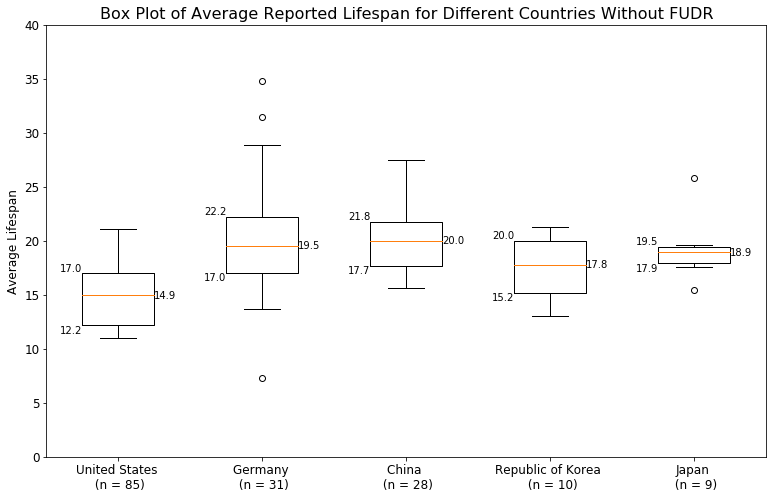 Box Plot of Average Reported Lifespan for Different Countries Without FUDR
40
35
30
25
20
15
10
5
0
Average Lifespan
17.0
14.9
12.2
22.2
19.5
17.0
21.8
20.0
17.7
20.0
17.8
15.2
19.5
18.9
17.9
United States
(n = 85)
Germany
(n = 31)
China
(n = 28)
Republic of Korea
(n = 10)
Japan
(n = 9)